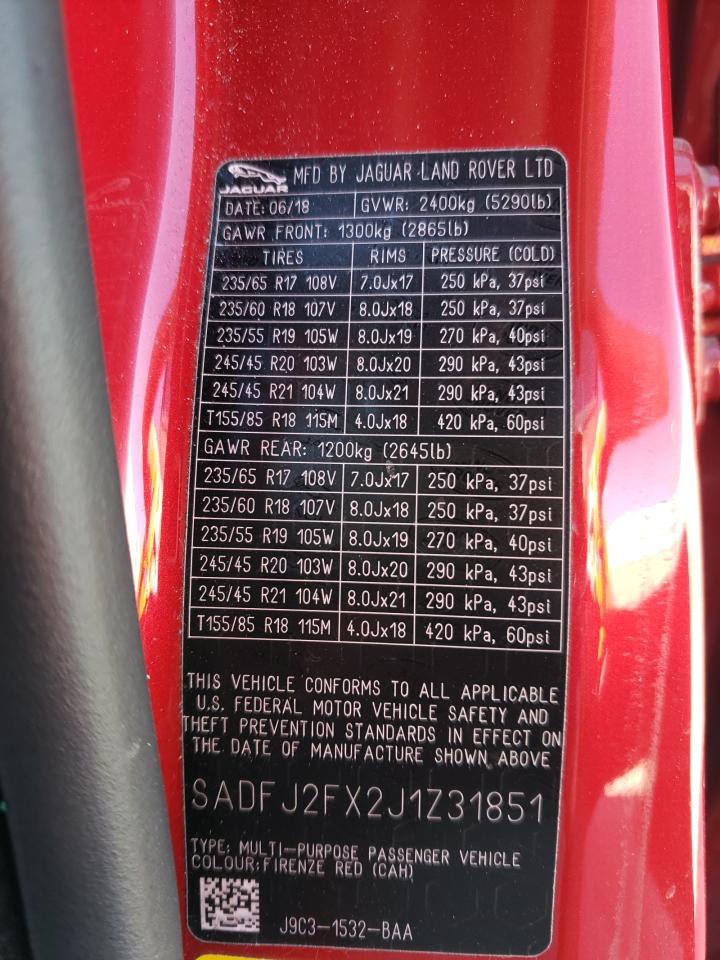 JAGUAR MFD BY JAGUAR LAND ROVER LTD
DATE: 06/18 GVWR: 2400kg (5290lb)
GAWR FRONT: 1300kg (2865lb)
TIRES RIMS PRESSURE (COLD)
235/65 R17 108V 7.0Jx17 250 kPa, 37psi
235/60 R18 107V 8.0Jx18 250 kPa, 37psi
235/55 R19 105W 8.0Jx19 270 kPa, 40psi
245/45 R20 103W 8.0Jx20 290 kPa, 43psi
245/45 R21 104W 8.0Jx21 290 kPa, 43psi
T155/85 R18 115M 4.0Jx18 420 kPa, 60psi
GAWR REAR: 1200kg (2645lb)
235/65 R17 108V 7.0Jx17 250 kPa, 37psi
235/60 R18 107V 8.0Jx18 250 kPa, 37psi
235/55 R19 105W 8.0Jx19 270 kPa, 40psi
245/45 R20 103W 8.0Jx20 290 kPa, 43psi
245/45 R21 104W 8.0Jx21 290 kPa, 43psi
T155/85 R18 115M 4.0Jx18 420 kPa, 60psi
THIS VEHICLE CONFORMS TO ALL APPLICABLE
U.S. FEDERAL MOTOR VEHICLE SAFETY AND
THEFT PREVENTION STANDARDS IN EFFECT ON
THE DATE OF MANUFACTURE SHOWN ABOVE
SADFJ2FX2J1Z31851
TYPE: MULTI-PURPOSE PASSENGER VEHICLE
COLOUR: FIRENZE RED (CAH)
J9C3-1532-BAA